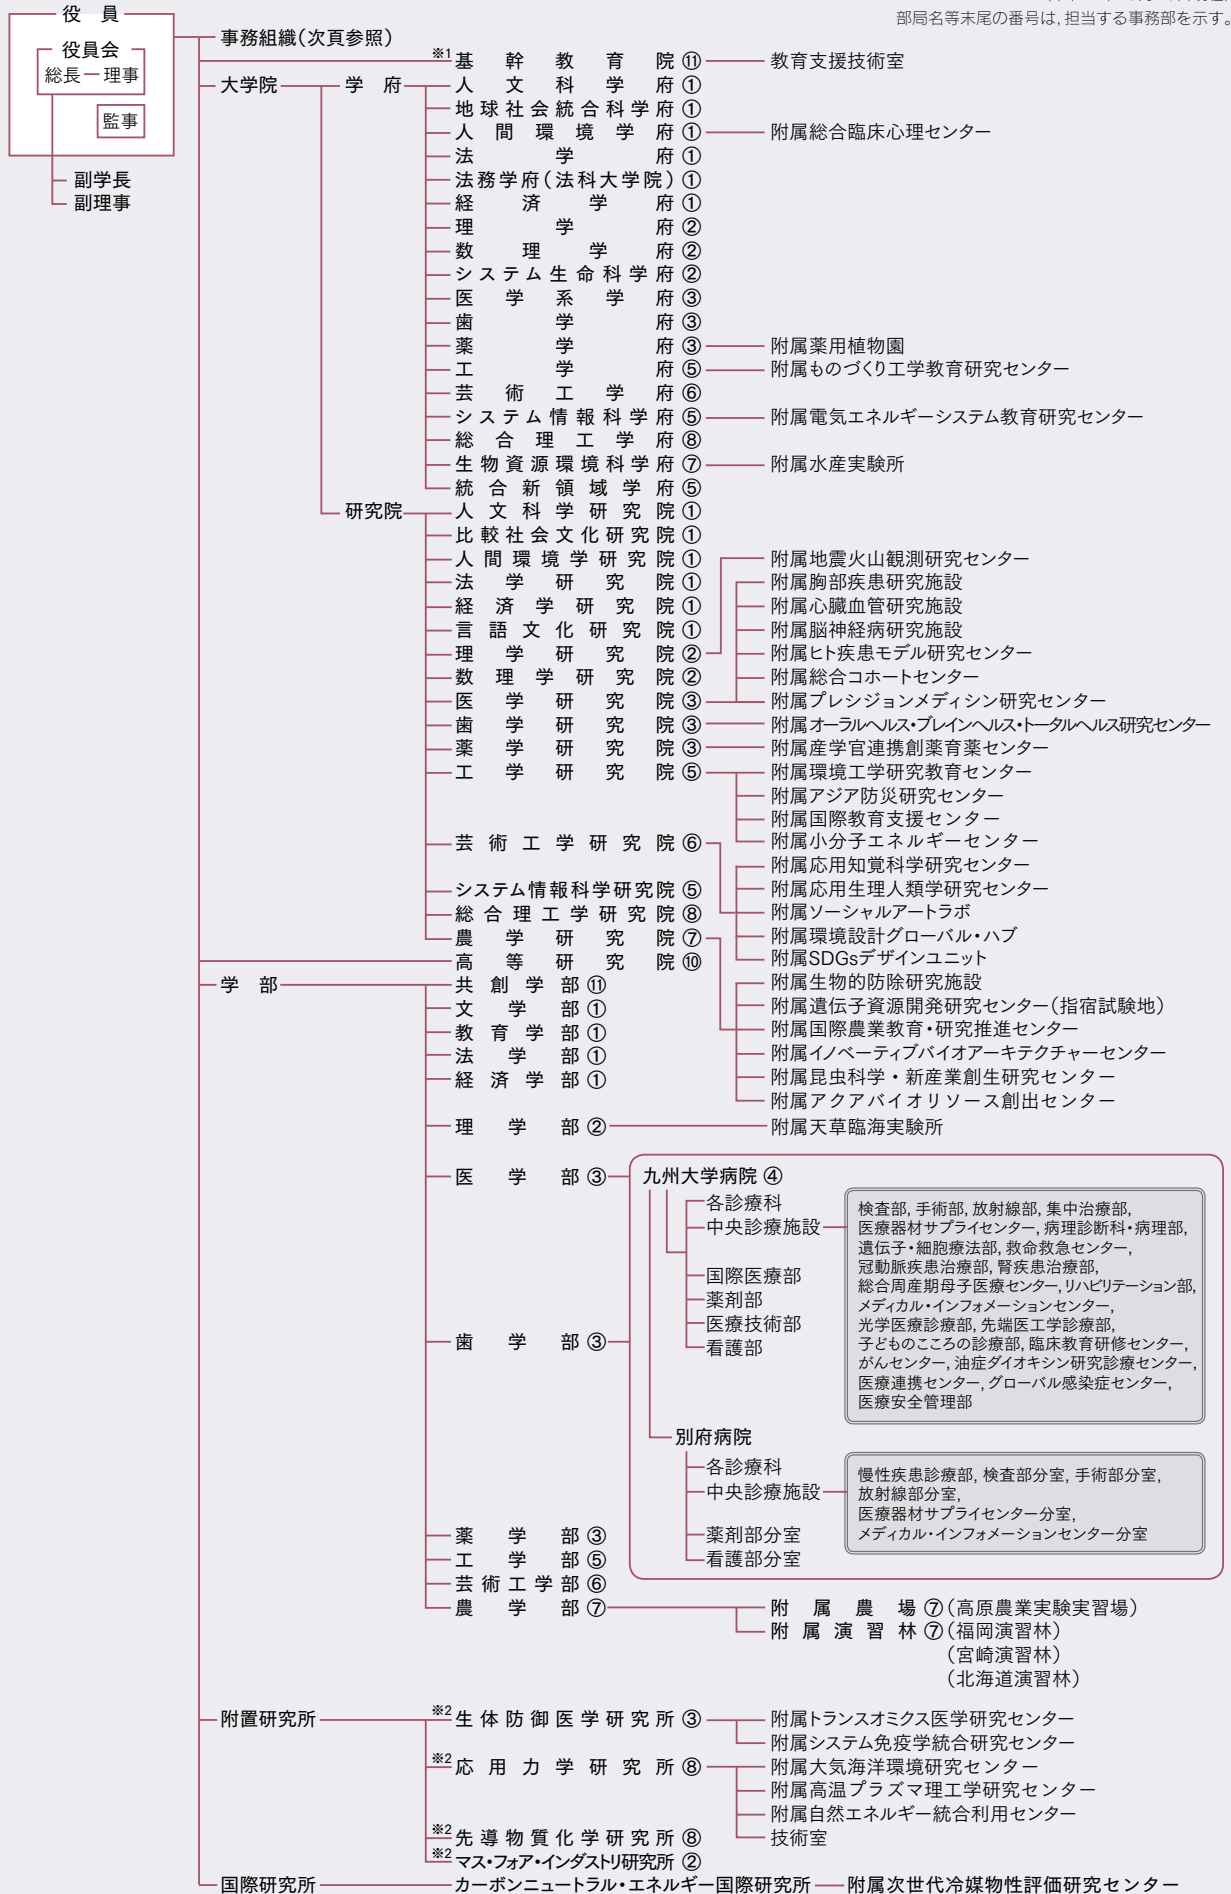 部局名等末尾の番号は,担当する事務部を示す。
役 員
役員会
総長 理事
監事
副学長
副理事
事務組織(次頁参照)
※1 基幹教育院⑪ 教育支援技術室
大学院 学 府 人文科学府①
地球社会統合科学府①
人間環境学府① 附属総合臨床心理センター
法学府①
法務学府(法科大学院)①
経済学府①
理学府②
数理学府②
システム生命科学府②
医学系学府③
歯学府③
薬学府③ 附属薬用植物園
工学府⑤ 附属ものづくり工学教育研究センター
芸術工学府⑥
システム情報科学府⑤ 附属電気エネルギーシステム教育研究センター
総合理工学府⑧
生物資源環境科学府⑦ 附属水産実験所
統合新領域学府⑤
研究院 人文科学研究院①
比較社会文化研究院①
人間環境学研究院① 附属地震火山観測研究センター
法学研究院① 附属胸部疾患研究施設
経済学研究院① 附属心臓血管研究施設
言語文化研究院① 附属脳神経病研究施設
理学研究院② 附属ヒト疾患モデル研究センター
数理学研究院② 附属総合コホートセンター
医学研究院③ 附属プレシジョンメディシン研究センター
歯学研究院③ 附属オーラルヘルス・ブレインヘルス・トータルヘルス研究センター
薬学研究院③ 附属産学官連携創薬育薬センター
工学研究院⑤ 附属環境工学研究教育センター
附属アジア防災研究センター
附属国際教育支援センター
芸術工学研究院⑥ 附属小分子エネルギーセンター
附属応用知覚科学研究センター
システム情報科学研究院⑤ 附属応用生理人類学研究センター
総合理工学研究院⑧ 附属ソーシャルアートラボ
農学研究院⑦ 附属環境設計グローバル・ハブ
高等研究院⑩ 附属SDGsデザインユニット
学 部 共創学部⑪ 附属生物的防除研究施設
文学部① 附属遺伝子資源開発研究センター(指宿試験地)
教育学部① 附属国際農業教育・研究推進センター
法学部① 附属イノベーティブバイオアーキテクチャーセンター
経済学部① 附属昆虫科学・新産業創生研究センター
附属アクアバイオリソース創出センター
理学部② 附属天草臨海実験所
医学部③ 九州大学病院④
各診療科
中央診療施設
国際医療部
薬剤部
医療技術部
看護部
検査部,手術部,放射線部,集中治療部,
医療器材サプライセンター,病理診断科・病理部,
遺伝子・細胞療法部,救命救急センター,
冠動脈疾患治療部,腎疾患治療部,
総合周産期母子医療センター,リハビリテーション部,
メディカル・インフォメーションセンター,
光学医療診療部,先端医工学診療部,
子どものこころの診療部,臨床教育研修センター,
がんセンター,油症ダイオキシン研究診療センター,
医療連携センター,グローバル感染症センター,
医療安全管理部
歯学部③
別府病院
各診療科
中央診療施設
薬剤部分室
看護部分室
慢性疾患診療部,検査部分室,手術部分室,
放射線部分室,
医療器材サプライセンター分室,
メディカル・インフォメーションセンター分室
薬学部③
工学部⑤
芸術工学部⑥
農学部⑦ 附属農場⑦(高原農業実験実習場)
附属演習林⑦(福岡演習林)
(宮崎演習林)
(北海道演習林)
附置研究所 ※2 生体防御医学研究所③ 附属トランスオミクス医学研究センター
附属システム免疫学統合研究センター
※2 応用力学研究所⑧ 附属大気海洋環境研究センター
附属高温プラズマ理工学研究センター
附属自然エネルギー統合利用センター
※2 先導物質化学研究所⑧ 技術室
※2 マス・フォア・インダストリ研究所②
国際研究所 カーボンニュートラル・エネルギー国際研究所 附属次世代冷媒物性評価研究センター